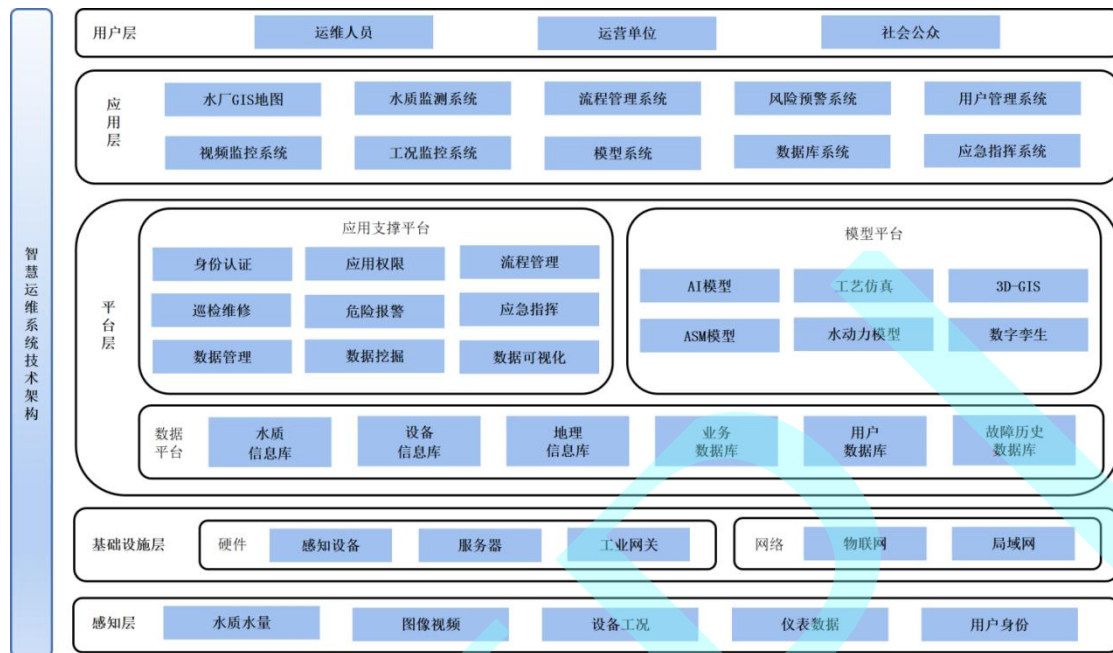 智慧运维系统技术架构
用户层
运维人员
运营单位
社会公众
应用层
水厂GIS地图
水质监测系统
流程管理系统
风险预警系统
用户管理系统
视频监控系统
工况监控系统
模型系统
数据库系统
应急指挥系统
平台层
应用支撑平台
身份认证
应用权限
流程管理
巡检维修
危险报警
应急指挥
数据管理
数据挖掘
数据可视化
模型平台
AI模型
工艺仿真
3D-GIS
ASM模型
水动力模型
数字孪生
数据
平台
水质
信息库
设备
信息库
地理
信息库
业务
数据库
用户
数据库
故障历史
数据库
基础设施层
硬件
感知设备
服务器
工业网关
网络
物联网
局域网
感知层
水质水量
图像视频
设备工况
仪表数据
用户身份